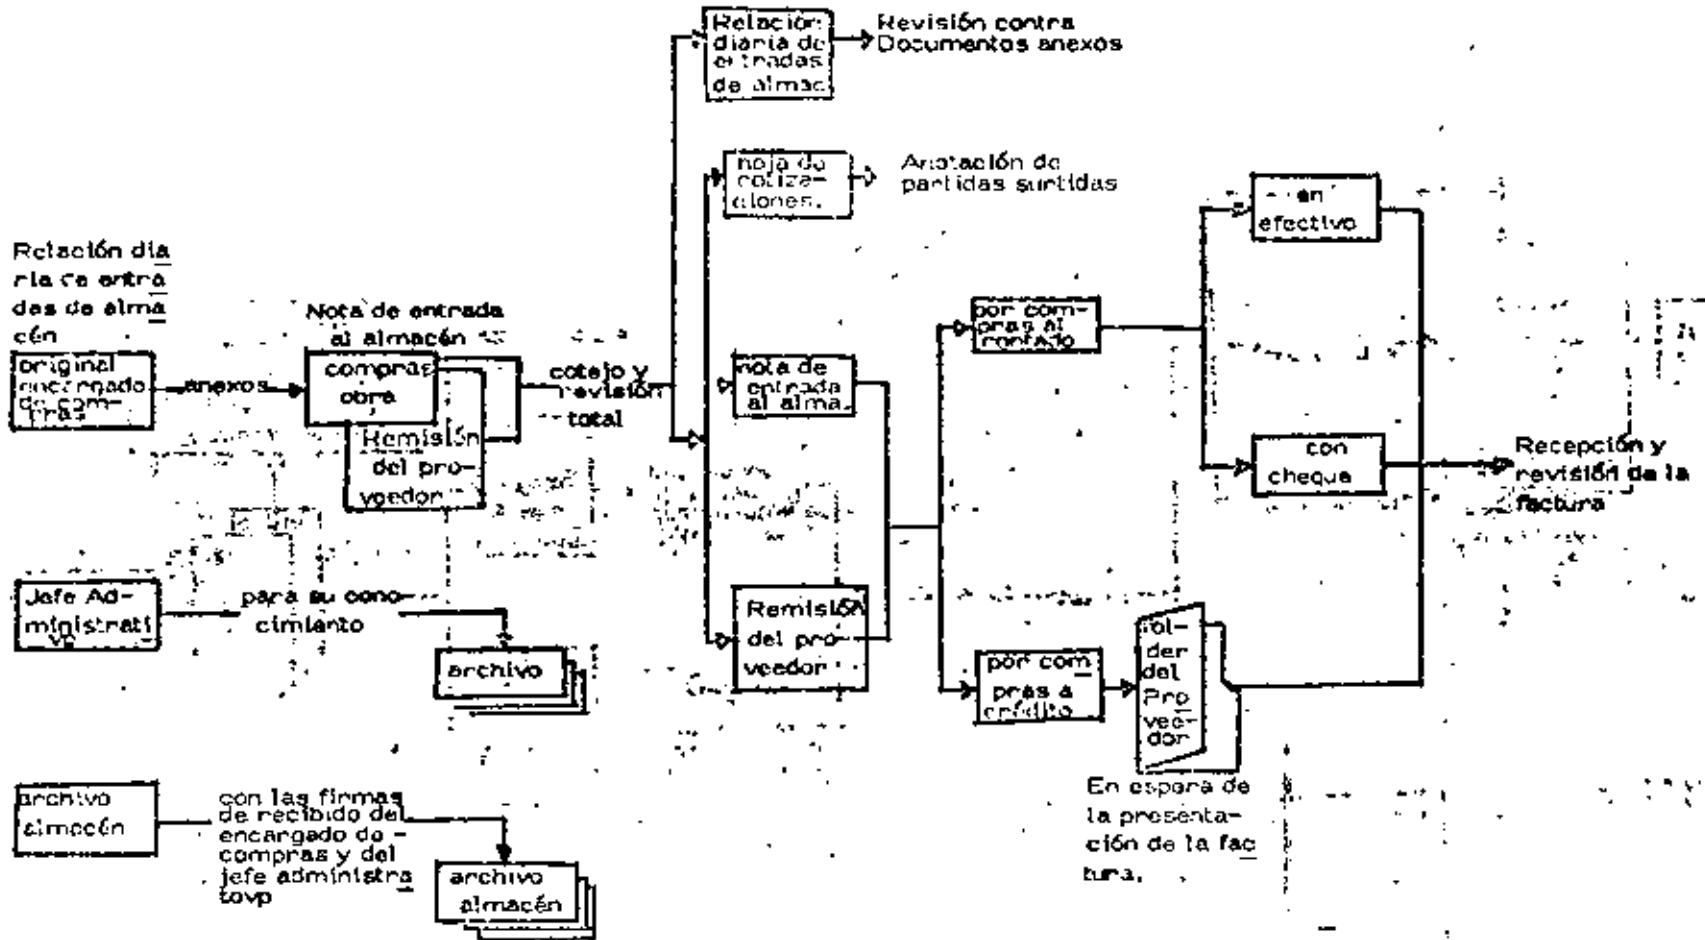 Relación
diaria de
entradas
de almac.
Revisión contra
Documentos anexos
hoja de
cotiza-
ciones.
Anotación de
partidas surtidas
en
efectivo
Relación dia
ria de entra
das de alma
cén
original
encargado
de com-
pras
anexos
Nota de entrada
al almacén
compras
obra
Remisión
del pro-
veedor
cotejo y
revisión
total
nota de
entrada
al alma.
por com-
pras al
contado
con
cheque
Recepción y
revisión de la
factura
Jefe Ad-
ministrati
vo
para su cono-
cimiento
archivo
Remisión
del pro-
veedor
por com
pras a
crédito
fol-
der
del
Pro
vee-
dor
En espera de
la presenta-
ción de la fac
tura.
archivo
almacén
con las firmas
de recibido del
encargado de -
compras y del
jefe administra
tovp
archivo
almacén